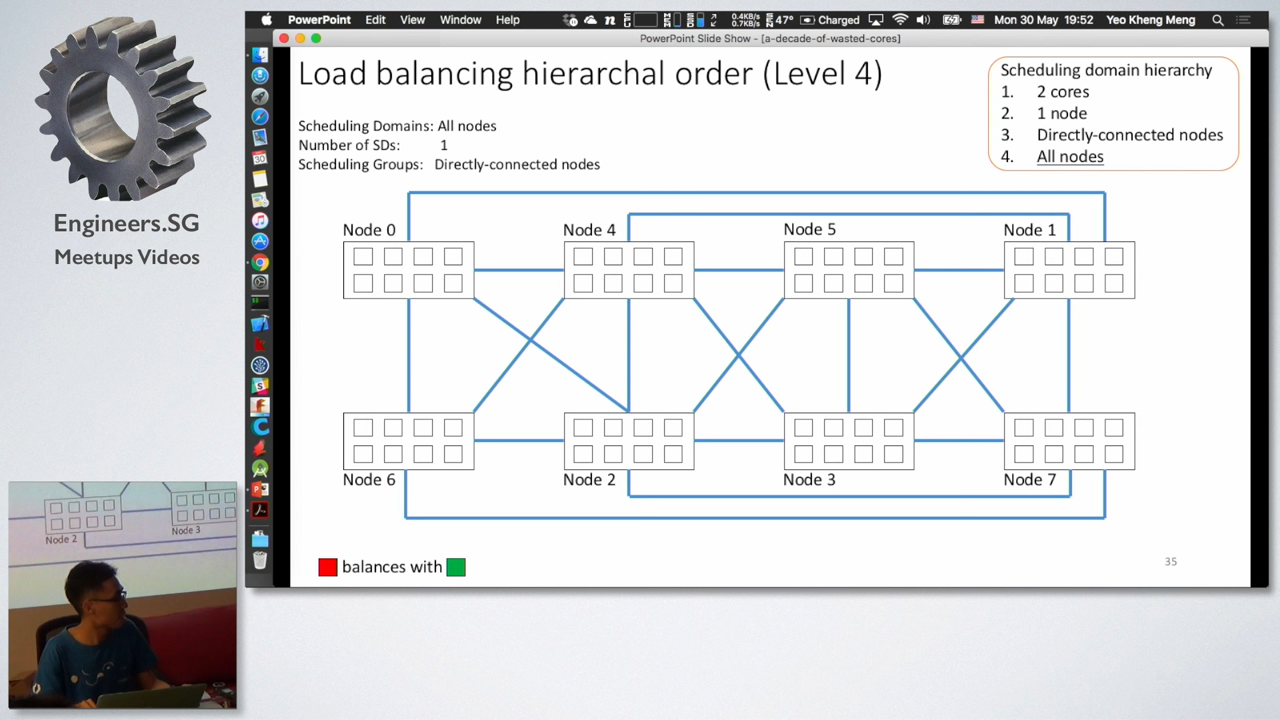 PowerPoint Edit View Window Help
0.4KB/s
0.7KB/s
47° Charged
Mon 30 May 19:52 Yeo Kheng Meng
PowerPoint Slide Show - [a-decade-of-wasted-cores]
Engineers.SG
Meetups Videos
Load balancing hierarchal order (Level 4)
Scheduling domain hierarchy
1. 2 cores
2. 1 node
3. Directly-connected nodes
4. All nodes
Scheduling Domains: All nodes
Number of SDs: 1
Scheduling Groups: Directly-connected nodes
Node 0
Node 4
Node 5
Node 1
Node 6
Node 2
Node 3
Node 7
balances with
35
Node 2
Node 3